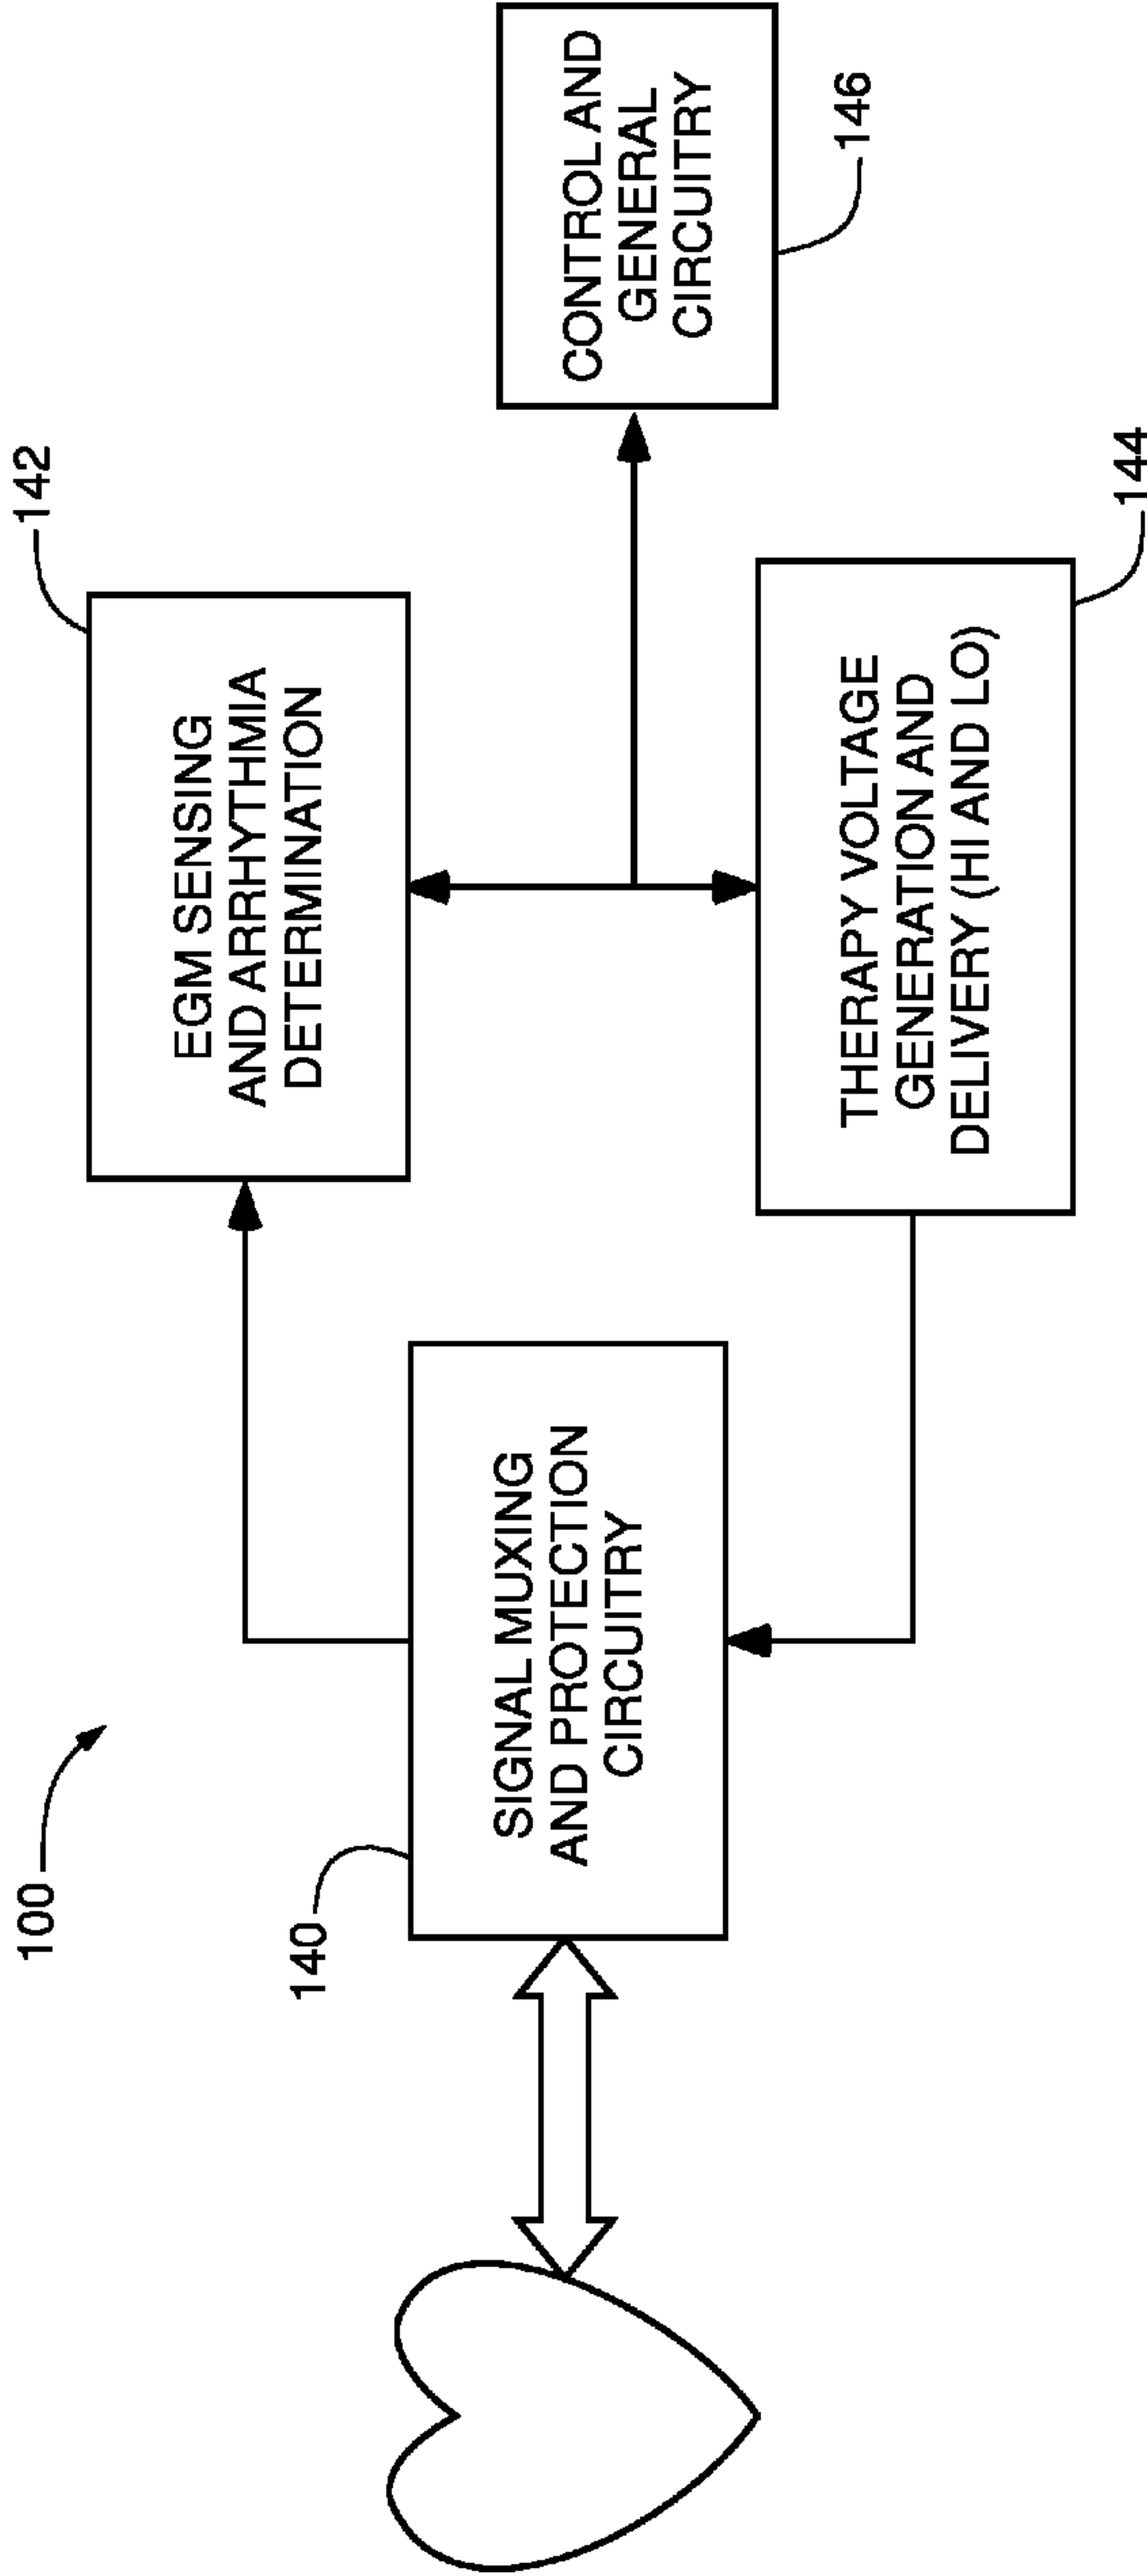 100
140
SIGNAL MUXING
AND PROTECTION
CIRCUITRY
142
EGM SENSING
AND ARRHYTHMIA
DETERMINATION
THERAPY VOLTAGE
GENERATION AND
DELIVERY (HI AND LO)
144
CONTROL AND
GENERAL
CIRCUITRY
146